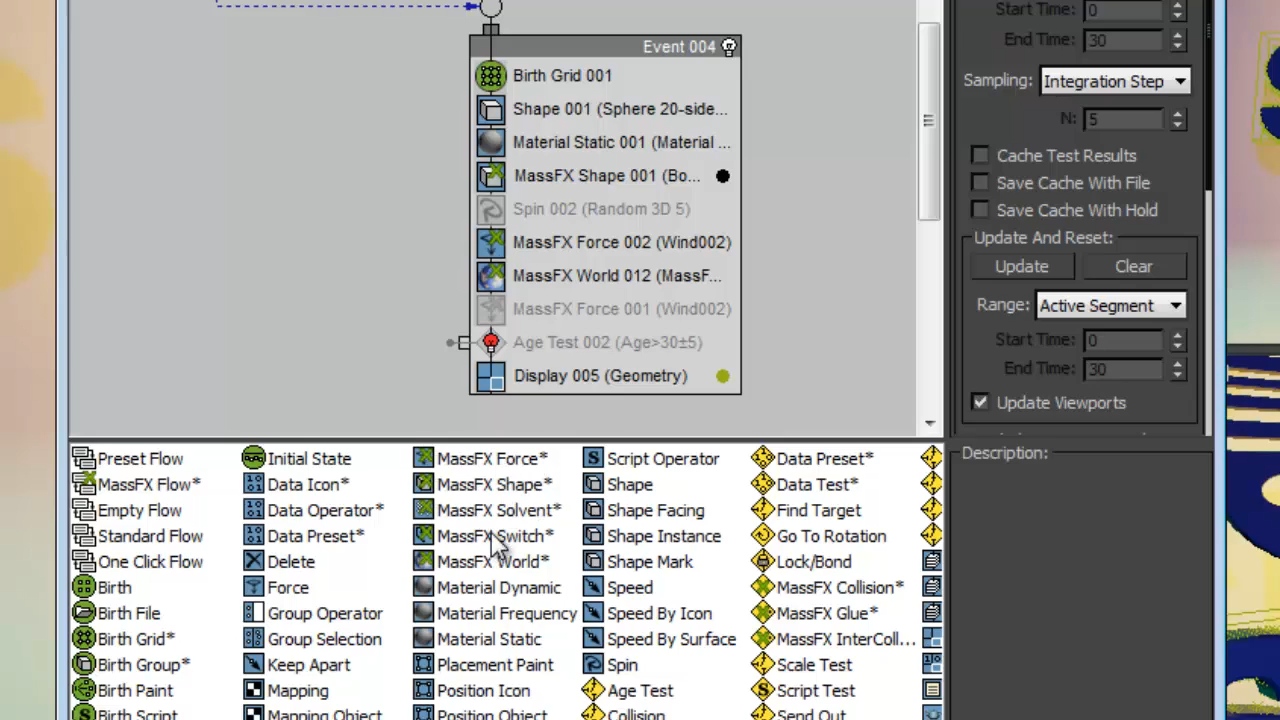 Event 004
Birth Grid 001
Shape 001 (Sphere 20-side...
Material Static 001 (Material ...
MassFX Shape 001 (Bo...
Spin 002 (Random 3D 5)
MassFX Force 002 (Wind002)
MassFX World 012 (MassF...
MassFX Force 001 (Wind002)
Age Test 002 (Age>30±5)
Display 005 (Geometry)
Start Time: 0
End Time: 30
Sampling: Integration Step
N: 5
Cache Test Results
Save Cache With File
Save Cache With Hold
Update And Reset:
Update Clear
Range: Active Segment
Start Time: 0
End Time: 30
Update Viewports
Description:
Preset Flow
MassFX Flow*
Empty Flow
Standard Flow
One Click Flow
Birth
Birth File
Birth Grid*
Birth Group*
Birth Paint
Birth Script
Initial State
Data Icon*
Data Operator*
Data Preset*
Delete
Force
Group Operator
Group Selection
Keep Apart
Mapping
Mapping Object
MassFX Force*
MassFX Shape*
MassFX Solvent*
MassFX Switch*
MassFX World*
Material Dynamic
Material Frequency
Material Static
Placement Paint
Position Icon
Position Object
Script Operator
Shape
Shape Facing
Shape Instance
Shape Mark
Speed
Speed By Icon
Speed By Surface
Spin
Age Test
Collision
Data Preset*
Data Test*
Find Target
Go To Rotation
Lock/Bond
MassFX Collision*
MassFX Glue*
MassFX InterColl...
Scale Test
Script Test
Send Out